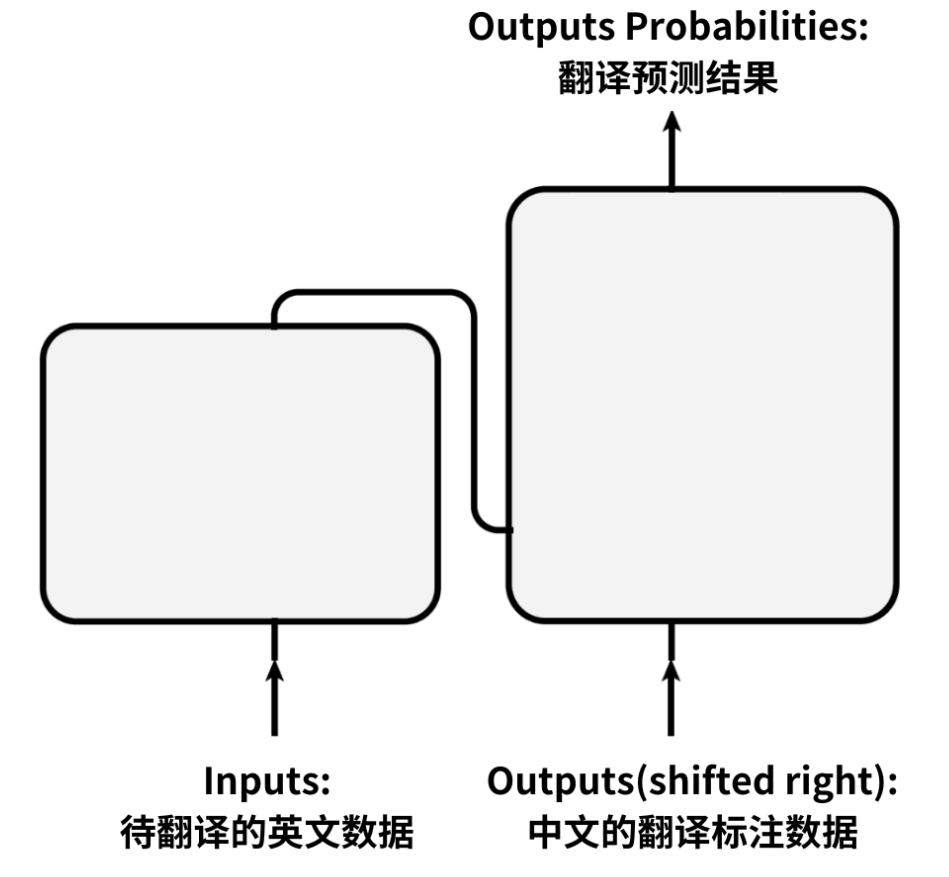 Outputs Probabilities:
翻译预测结果
Inputs:
待翻译的英文数据
Outputs(shifted right):
中文的翻译标注数据